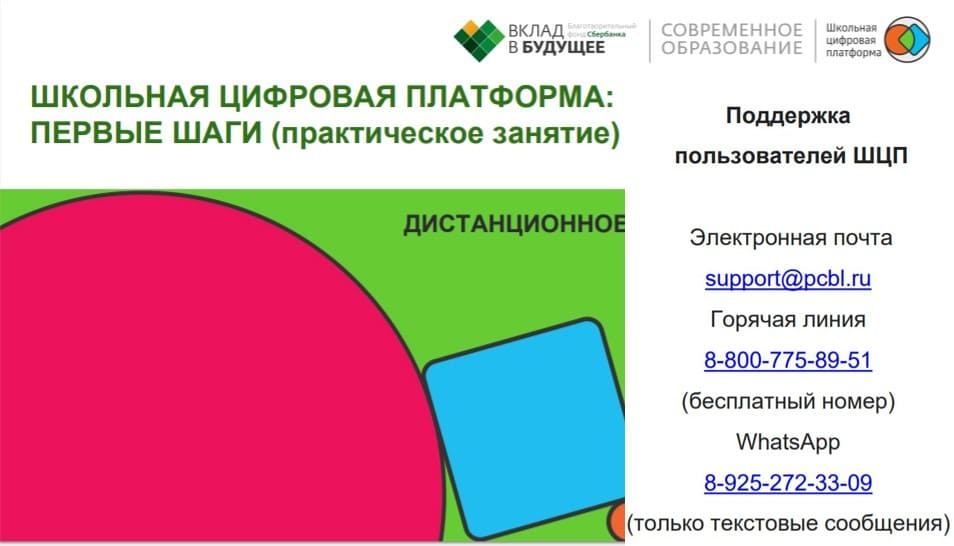 ВКЛАД
В БУДУЩЕЕ
Благотворительный
фонд Сбербанка
СОВРЕМЕННОЕ
ОБРАЗОВАНИЕ
Школьная
цифровая
платформа
ШКОЛЬНАЯ ЦИФРОВАЯ ПЛАТФОРМА:
ПЕРВЫЕ ШАГИ (практическое занятие)
ДИСТАНЦИОННОЕ
Поддержка
пользователей ШЦП
Электронная почта
support@pcbl.ru
Горячая линия
8-800-775-89-51
(бесплатный номер)
WhatsApp
8-925-272-33-09
(только текстовые сообщения)